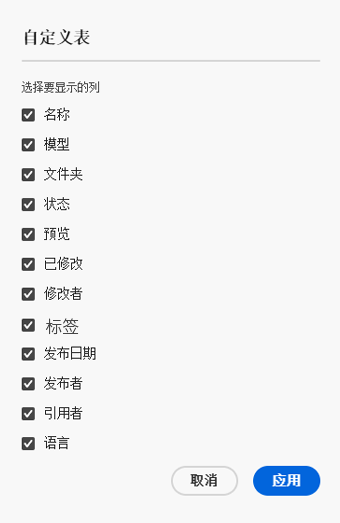 自定义表
选择要显示的列
名称
模型
文件夹
状态
预览
已修改
修改者
标签
发布日期
发布者
引用者
语言
取消
应用